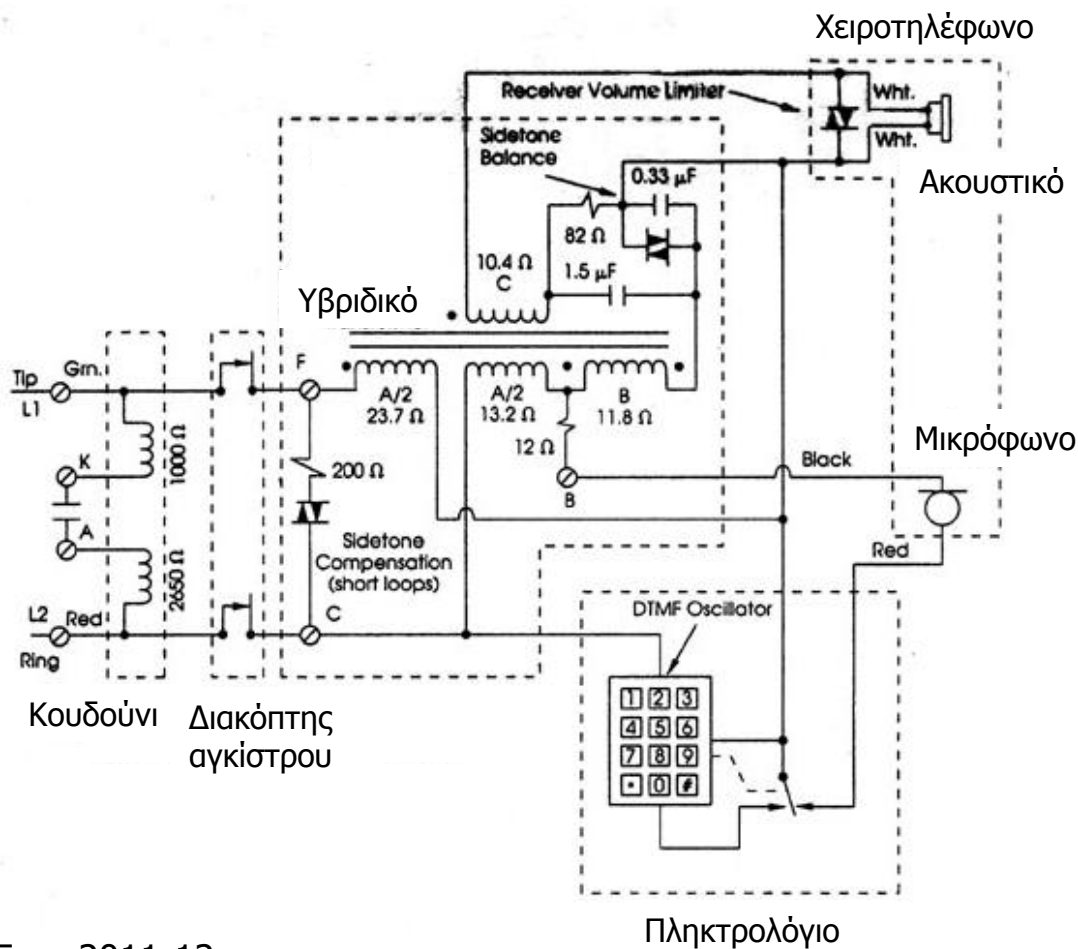 Χειροτηλέφωνο
Receiver Volume Limiter
Wht.
Wht.
Sidetone
Balance
0.33 µF
Ακουστικό
82 Ω
10.4 Ω
C
1.5 µF
Υβριδικό
Tip
L1
Grn.
F
A/2
23.7 Ω
A/2
13.2 Ω
B
11.8 Ω
12 Ω
B
Μικρόφωνο
Black
Red
K
A
1000 Ω
2650 Ω
200 Ω
Sidetone
Compensation
(short loops)
C
L2
Red
Ring
DTMF Oscillator
1 2 3
4 5 6
7 8 9
• 0 #
Κουδούνι
Διακόπτης
αγκίστρου
Πληκτρολόγιο
2011-12